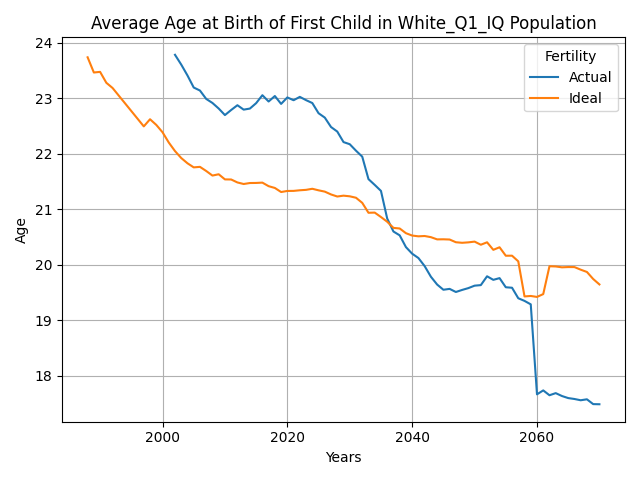 Average Age at Birth of First Child in White_Q1_IQ Population
Fertility
Actual
Ideal
Age
24
23
22
21
20
19
18
2000 2020 2040 2060
Years